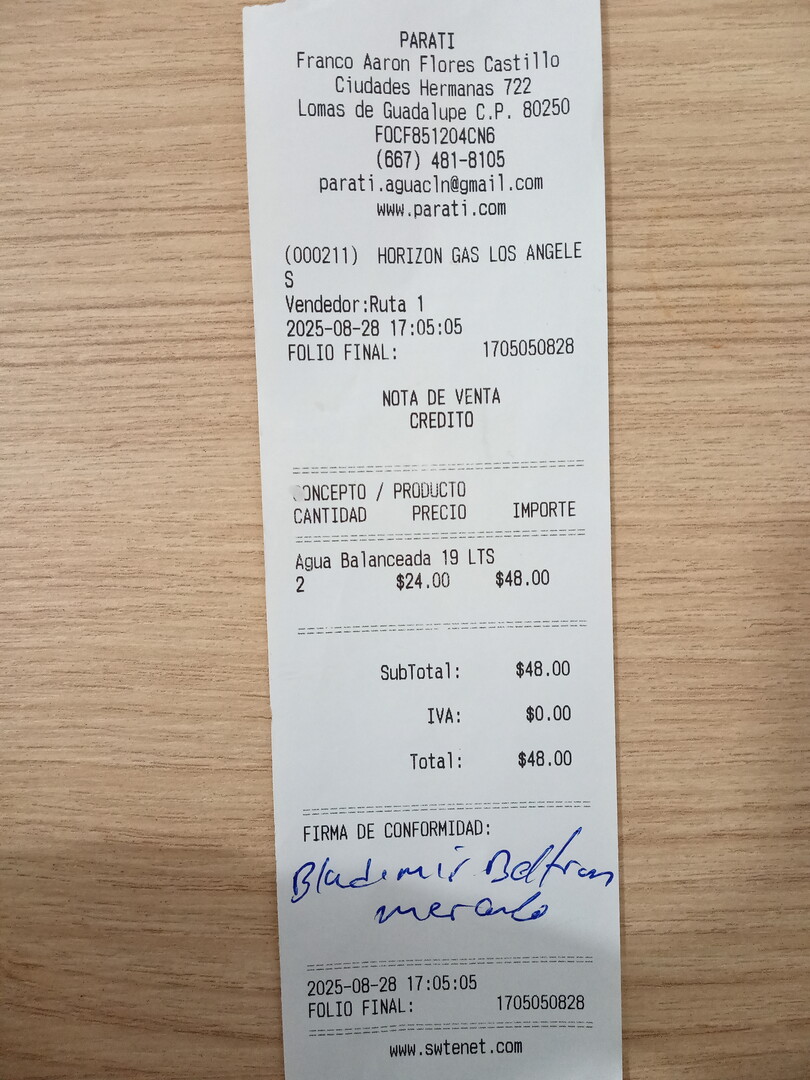 PARATI
Franco Aaron Flores Castillo
Ciudades Hermanas 722
Lomas de Guadalupe C.P. 80250
FOCF851204CN6
(667) 481-8105
parati.aguacln@gmail.com
www.parati.com
(000211) HORIZON GAS LOS ANGELE
S
Vendedor:Ruta 1
2025-08-28 17:05:05
FOLIO FINAL: 1705050828
NOTA DE VENTA
CREDITO
CONCEPTO / PRODUCTO
CANTIDAD PRECIO IMPORTE
Agua Balanceada 19 LTS
2 $24.00 $48.00
SubTotal: $48.00
IVA: $0.00
Total: $48.00
FIRMA DE CONFORMIDAD:
Blademir Beltran
2025-08-28 17:05:05
FOLIO FINAL: 1705050828
www.swtenet.com